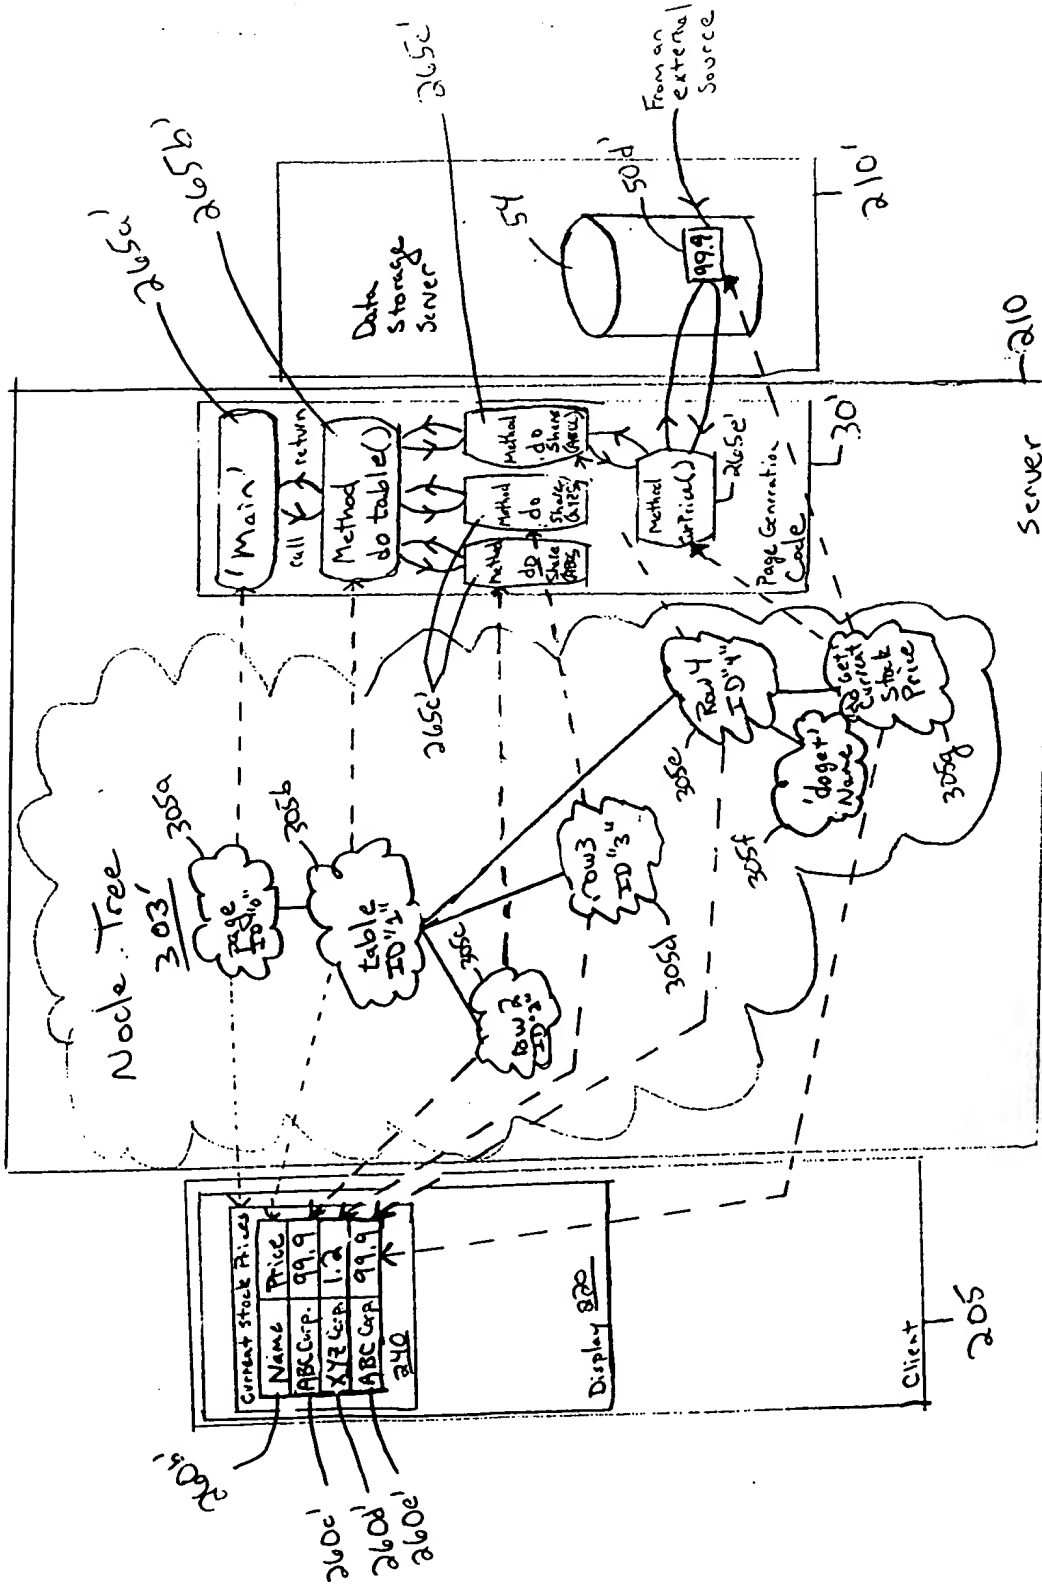 260b'
260c'
260d'
260e'
Current Stock Prices
Name Price
ABC Corp. 99.9
XYZ Corp. 1.2
ABC Corp 99.9
240
Display 220
Client
205
Node Tree
303'
Page
ID"0"
305a
table
ID"1"
305b
row 2
ID"2"
305c
row 3
ID"3"
305d
Row 4
ID"4"
305e
'doget'
Name
305f
Current
Stock
Price
305g
'Main'
265a'
call
return
Method
do table()
265b'
Method
do
Share
(ABC)
Method
do
Share
Method
do
Share
265c'
265c'
Method
265e'
Page Generation
Code
30'
Server
210
Data
Storage
Server
54
99.9
50d'
210'
From an
external
Source